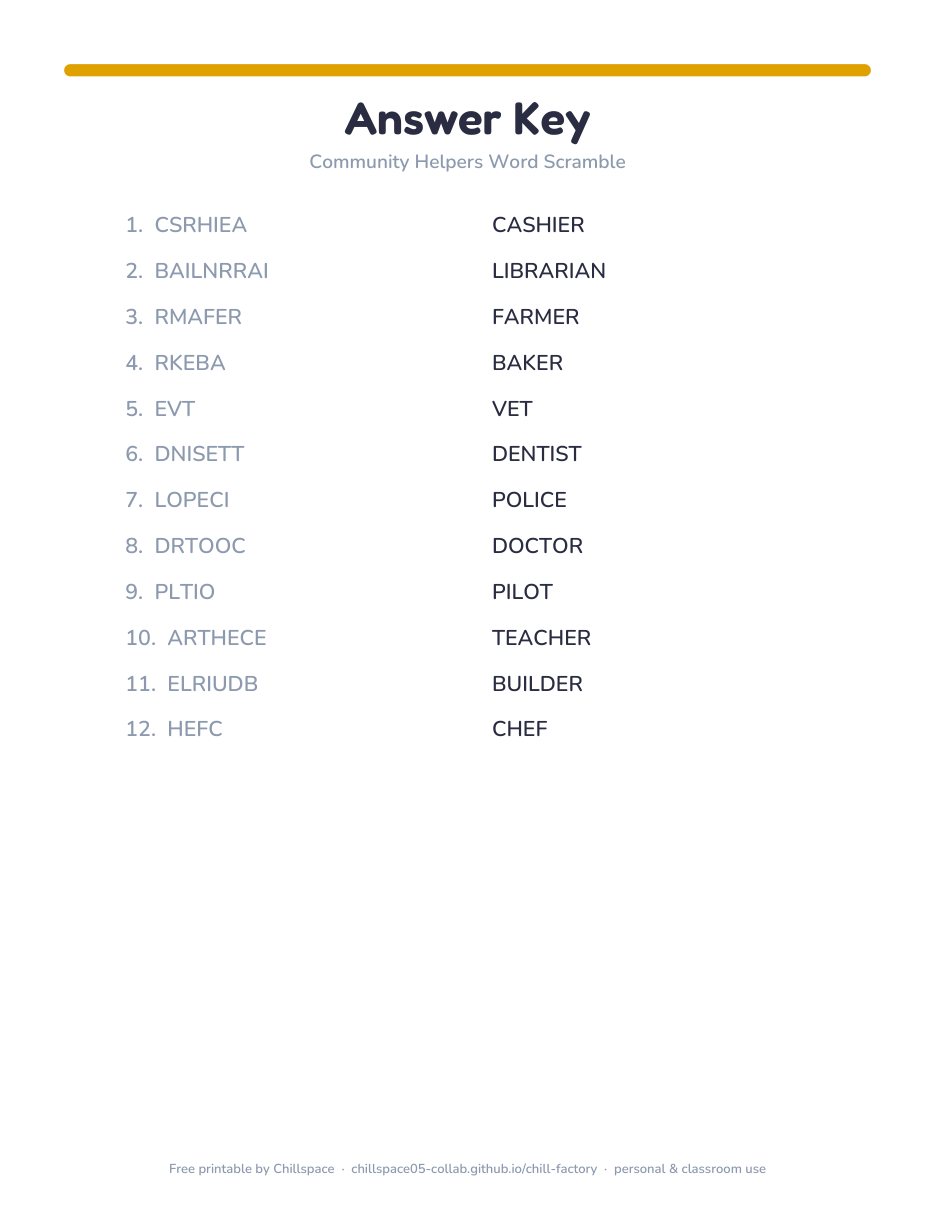 Answer Key
Community Helpers Word Scramble
1. CSRHIEA CASHIER
2. BAILNRRAI LIBRARIAN
3. RMAFER FARMER
4. RKEBA BAKER
5. EVT VET
6. DNISETT DENTIST
7. LOPECI POLICE
8. DRTOOC DOCTOR
9. PLTIO PILOT
10. ARTHECE TEACHER
11. ELRIUDB BUILDER
12. HEFC CHEF
Free printable by Chillspace · chillspace05-collab.github.io/chill-factory · personal & classroom use